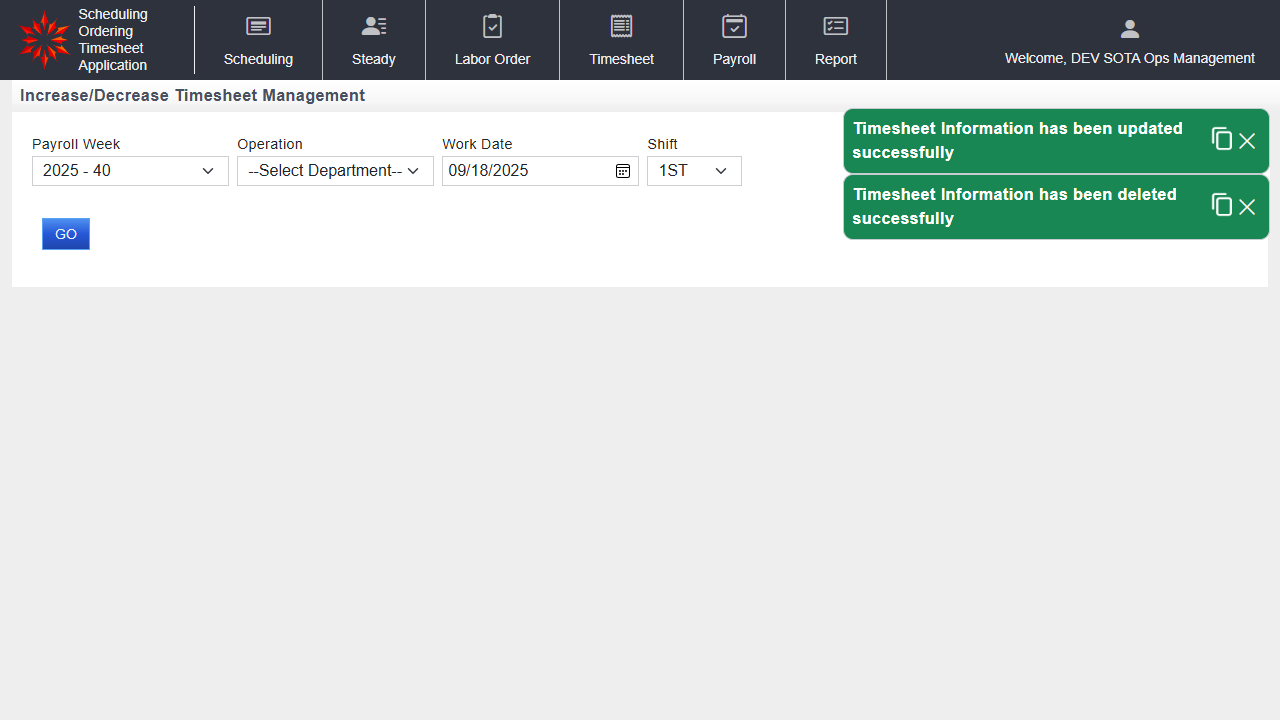 Scheduling
Ordering
Timesheet
Application
Scheduling
Steady
Labor Order
Timesheet
Payroll
Report
Welcome, DEV SOTA Ops Management
Increase/Decrease Timesheet Management
Payroll Week
Operation
Work Date
Shift
2025 - 40
--Select Department--
09/18/2025
1ST
GO
Timesheet Information has been updated
successfully
Timesheet Information has been deleted
successfully